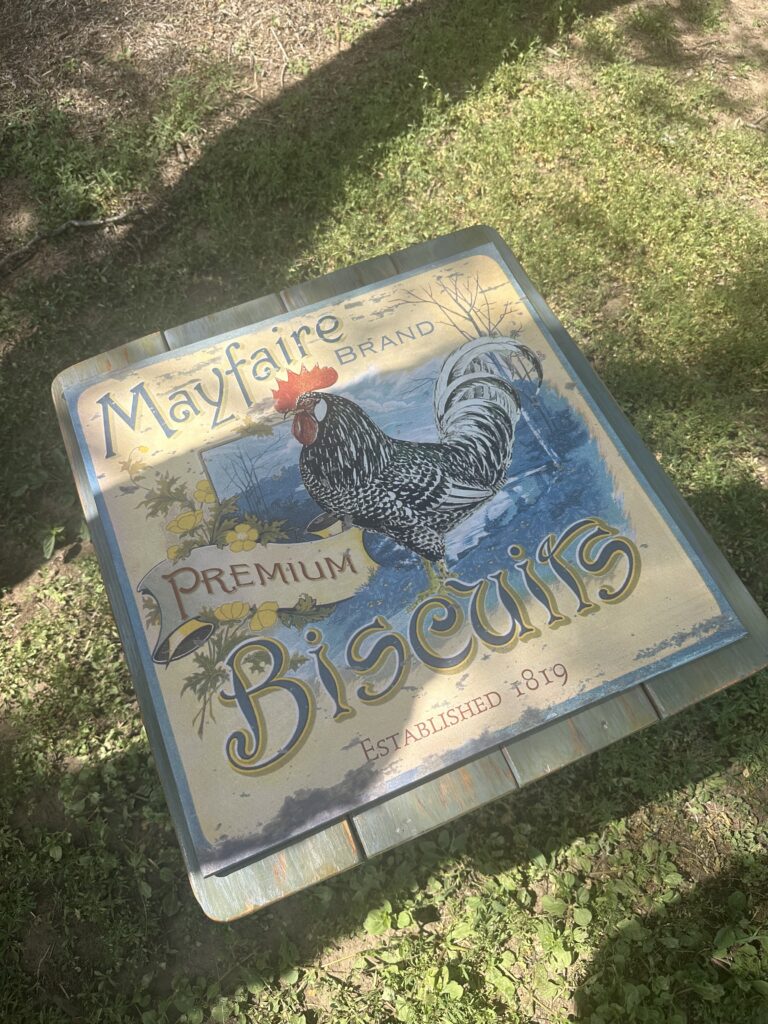 Mayfaire
BRAND
PREMIUM
Biscuits
ESTABLISHED 1819